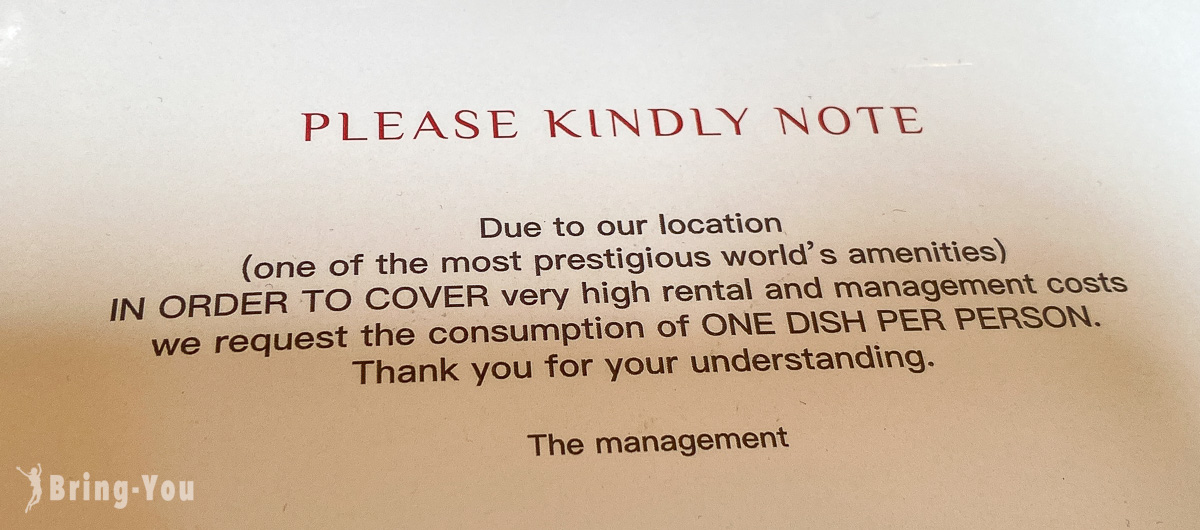 PLEASE KINDLY NOTE
Due to our location
(one of the most prestigious world's amenities)
IN ORDER TO COVER very high rental and management costs
we request the consumption of ONE DISH PER PERSON.
Thank you for your understanding.
The management
Bring-You